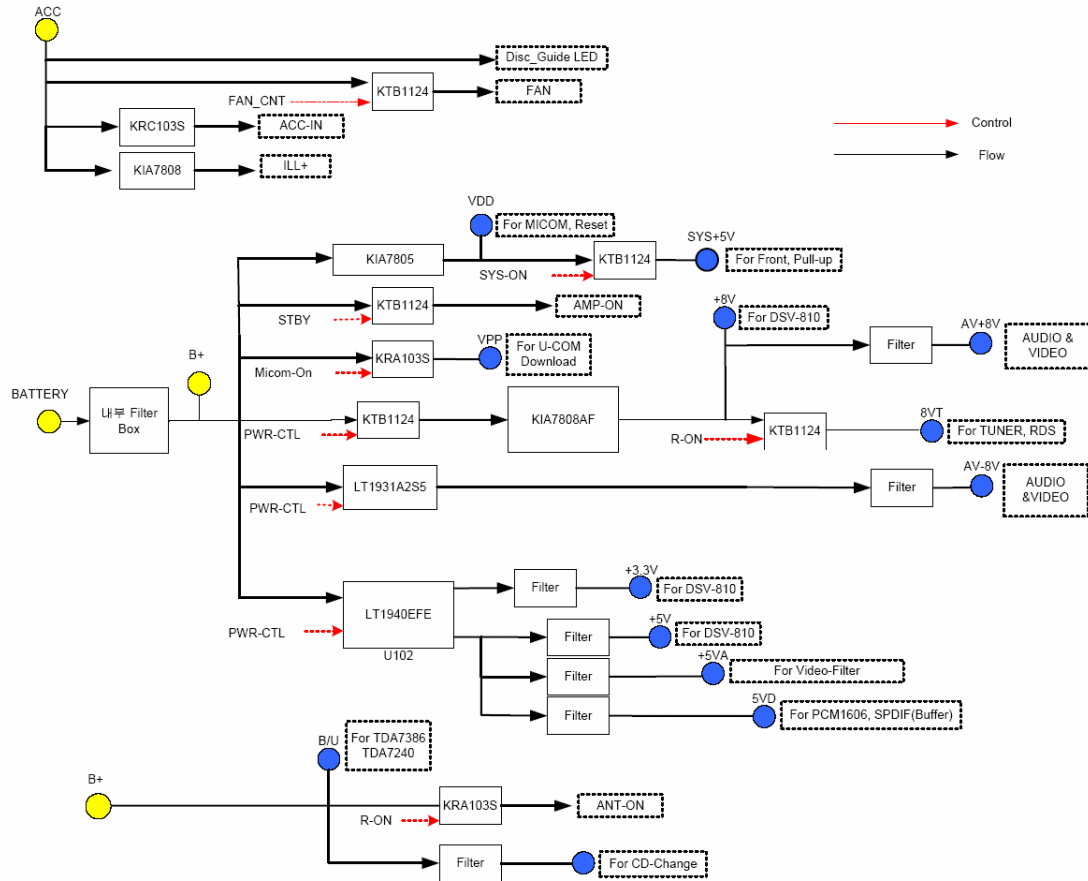 ACC
Disc_Guide LED
KTB1124
FAN
FAN_CNT
KRC103S
ACC-IN
KIA7808
ILL+
Control
Flow
VDD
For MICOM, Reset
KIA7805
SYS-ON
KTB1124
SYS+5V
For Front, Pull-up
KTB1124
STBY
AMP-ON
+8V
For DSV-810
B+
Micom-On
KRA103S
VPP
For U-COM
Download
Filter
AV+8V
AUDIO &
VIDEO
BATTERY
내부 Filter
Box
PWR-CTL
KTB1124
KIA7808AF
R-ON
KTB1124
8VT
For TUNER, RDS
PWR-CTL
LT1931A2S5
Filter
AV-8V
AUDIO
&VIDEO
PWR-CTL
LT1940EFE
U102
Filter
+3.3V
For DSV-810
Filter
+5V
For DSV-810
Filter
+5VA
For Video-Filter
Filter
5VD
For PCM1606, SPDIF(Buffer)
B/U
For TDA7386
TDA7240
B+
R-ON
KRA103S
ANT-ON
Filter
For CD-Change